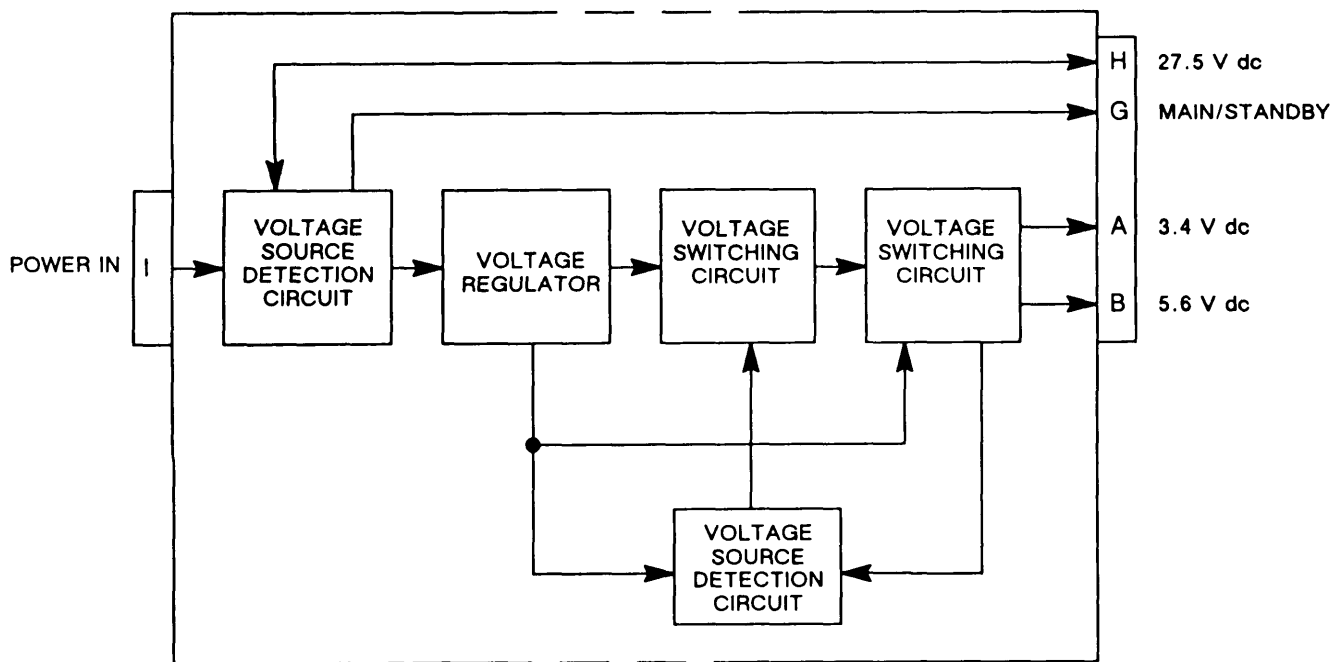 H 27.5 V dc
G MAIN/STANDBY
POWER IN I
VOLTAGE
SOURCE
DETECTION
CIRCUIT
VOLTAGE
REGULATOR
VOLTAGE
SWITCHING
CIRCUIT
VOLTAGE
SWITCHING
CIRCUIT
A 3.4 V dc
B 5.6 V dc
VOLTAGE
SOURCE
DETECTION
CIRCUIT